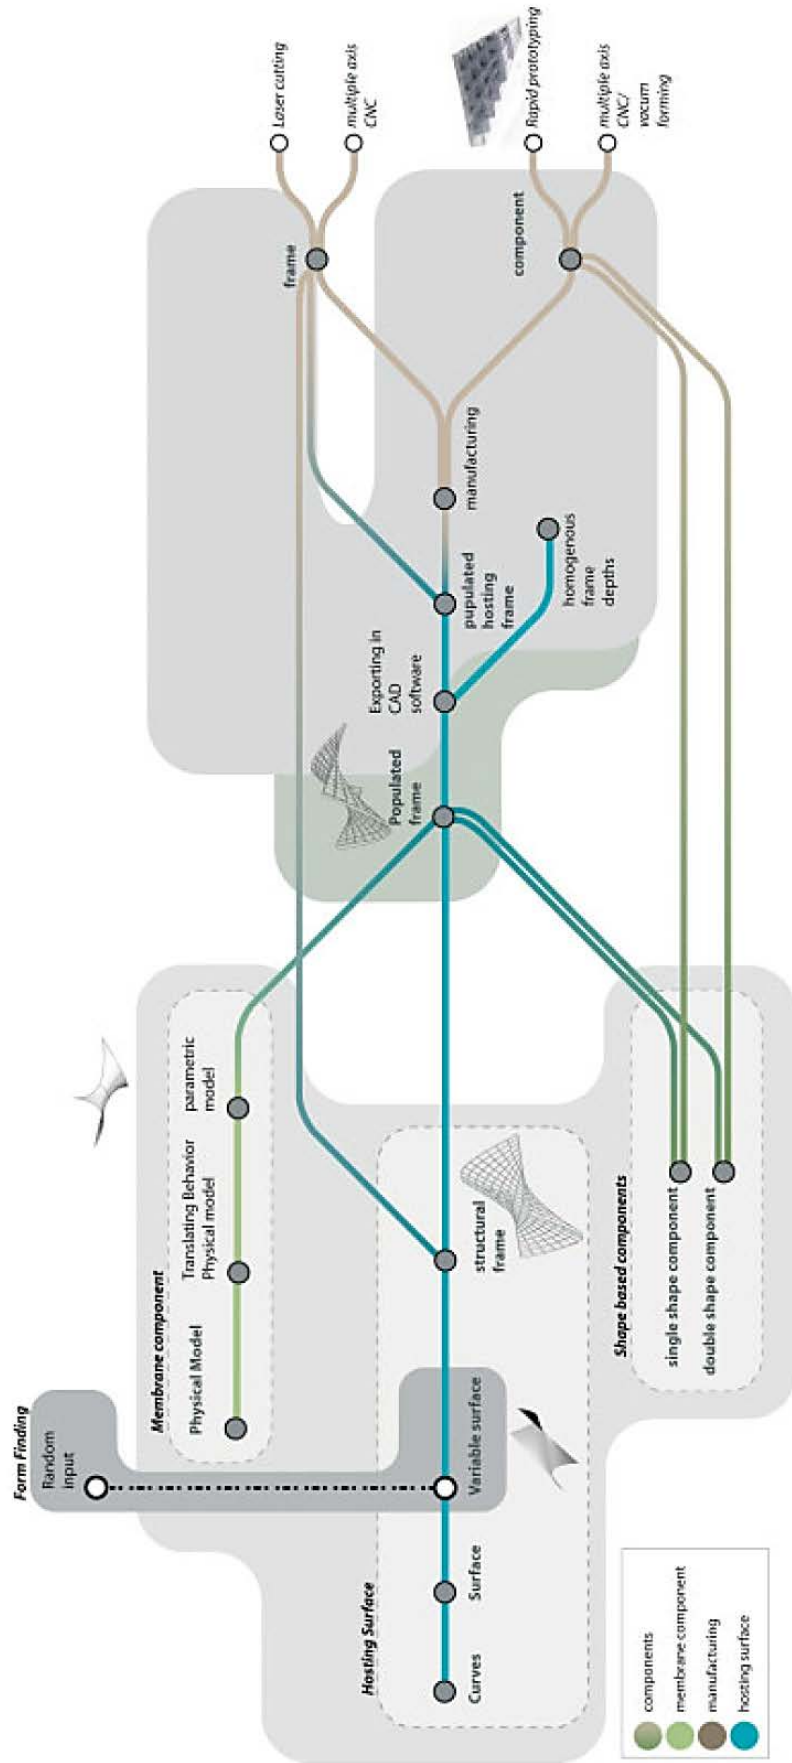 Form Finding
Random
input
Membrane component
Physical Model
Translating Behavior
Physical model
parametric
model
Hosting Surface
Curves
Surface
Variable surface
structural
frame
Shape based components
single shape component
double shape component
Populated
frame
Exporting in
CAD
software
pupulated
hosting
frame
homogenous
frame
depths
manufacturing
frame
component
Laser cutting
multiple axis
CNC
Rapid prototyping
multiple axis
CNC/
vacum
forming
components
membrane component
manufacturing
hosting surface